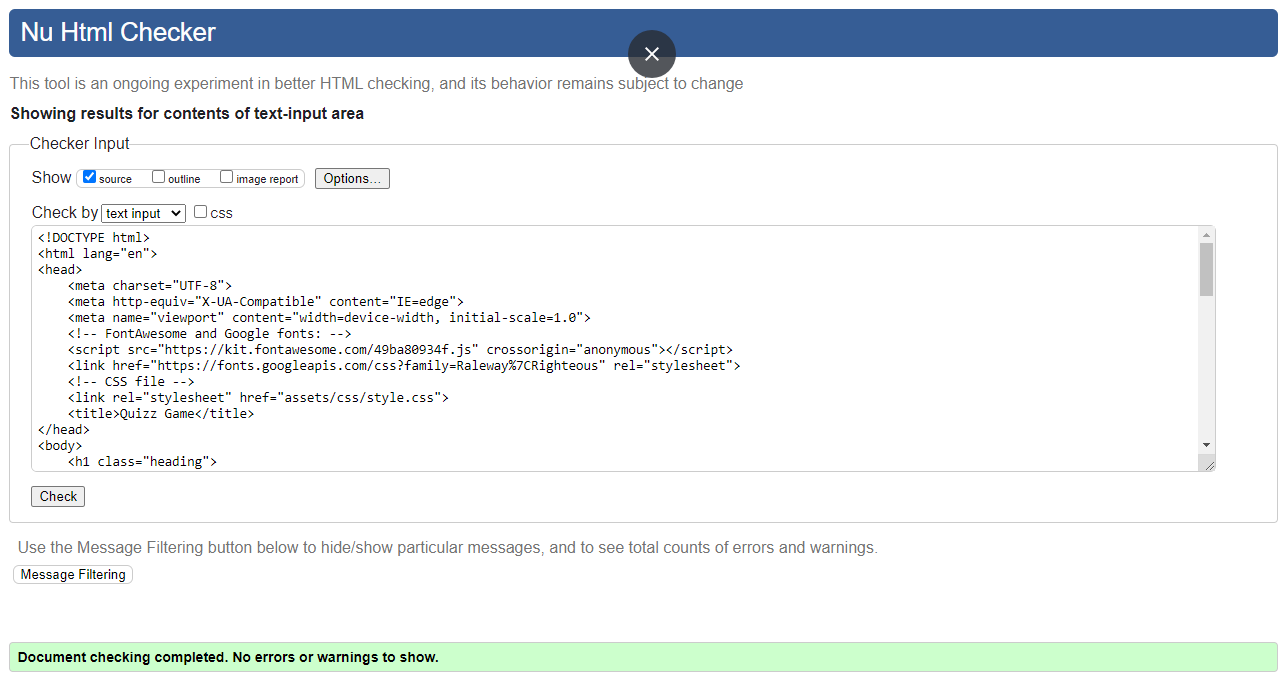 Nu Html Checker
This tool is an ongoing experiment in better HTML checking, and its behavior remains subject to change
Showing results for contents of text-input area
Checker Input
Show source outline image report Options...
Check by text input css
<!DOCTYPE html>
<html lang="en">
<head>
    <meta charset="UTF-8">
    <meta http-equiv="X-UA-Compatible" content="IE=edge">
    <meta name="viewport" content="width=device-width, initial-scale=1.0">
    <!-- FontAwesome and Google fonts: -->
    <script src="https://kit.fontawesome.com/49ba80934f.js" crossorigin="anonymous"></script>
    <link href="https://fonts.googleapis.com/css?family=Raleway%7CRighteous" rel="stylesheet">
    <!-- CSS file -->
    <link rel="stylesheet" href="assets/css/style.css">
    <title>Quizz Game</title>
</head>
<body>
    <h1 class="heading">
Check
Use the Message Filtering button below to hide/show particular messages, and to see total counts of errors and warnings.
Message Filtering
Document checking completed. No errors or warnings to show.